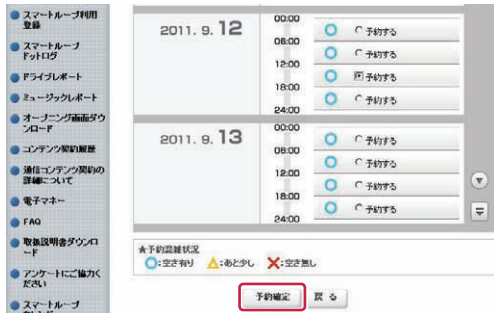 スマートループ利用
登録
スマートループ
ドットログ
ドライブレポート
ミュージックレポート
オープニング画面ダウ
ンロード
コンテンツ契約履歴
通信コンテンツ契約の
詳細について
電子マネー
FAQ
取扱説明書ダウンロ
ード
アンケートにご協力く
ださい
スマートループ
2011. 9. 12
00:00
予約する
06:00
予約する
12:00
予約する
18:00
予約する
24:00
2011. 9. 13
00:00
予約する
06:00
予約する
12:00
予約する
18:00
予約する
24:00
★予約混雑状況
○:空き有り △:あと少し ×:空き無し
予約確定 戻る